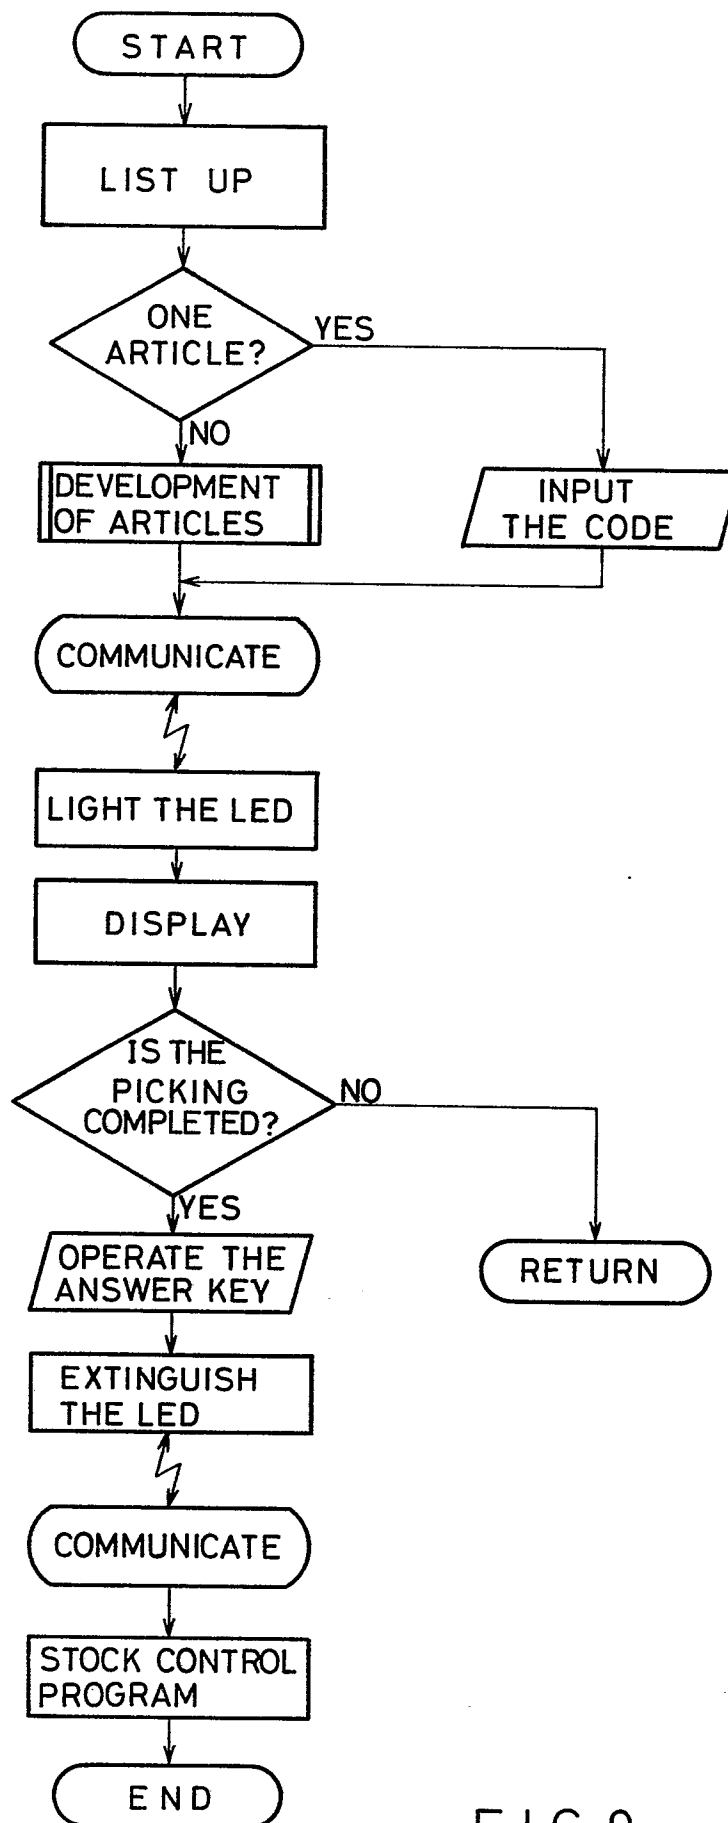 START
LIST UP
ONE
ARTICLE?
YES
NO
DEVELOPMENT
OF ARTICLES
INPUT
THE CODE
COMMUNICATE
LIGHT THE LED
DISPLAY
IS THE
PICKING
COMPLETED?
NO
YES
OPERATE THE
ANSWER KEY
RETURN
EXTINGUISH
THE LED
COMMUNICATE
STOCK CONTROL
PROGRAM
END